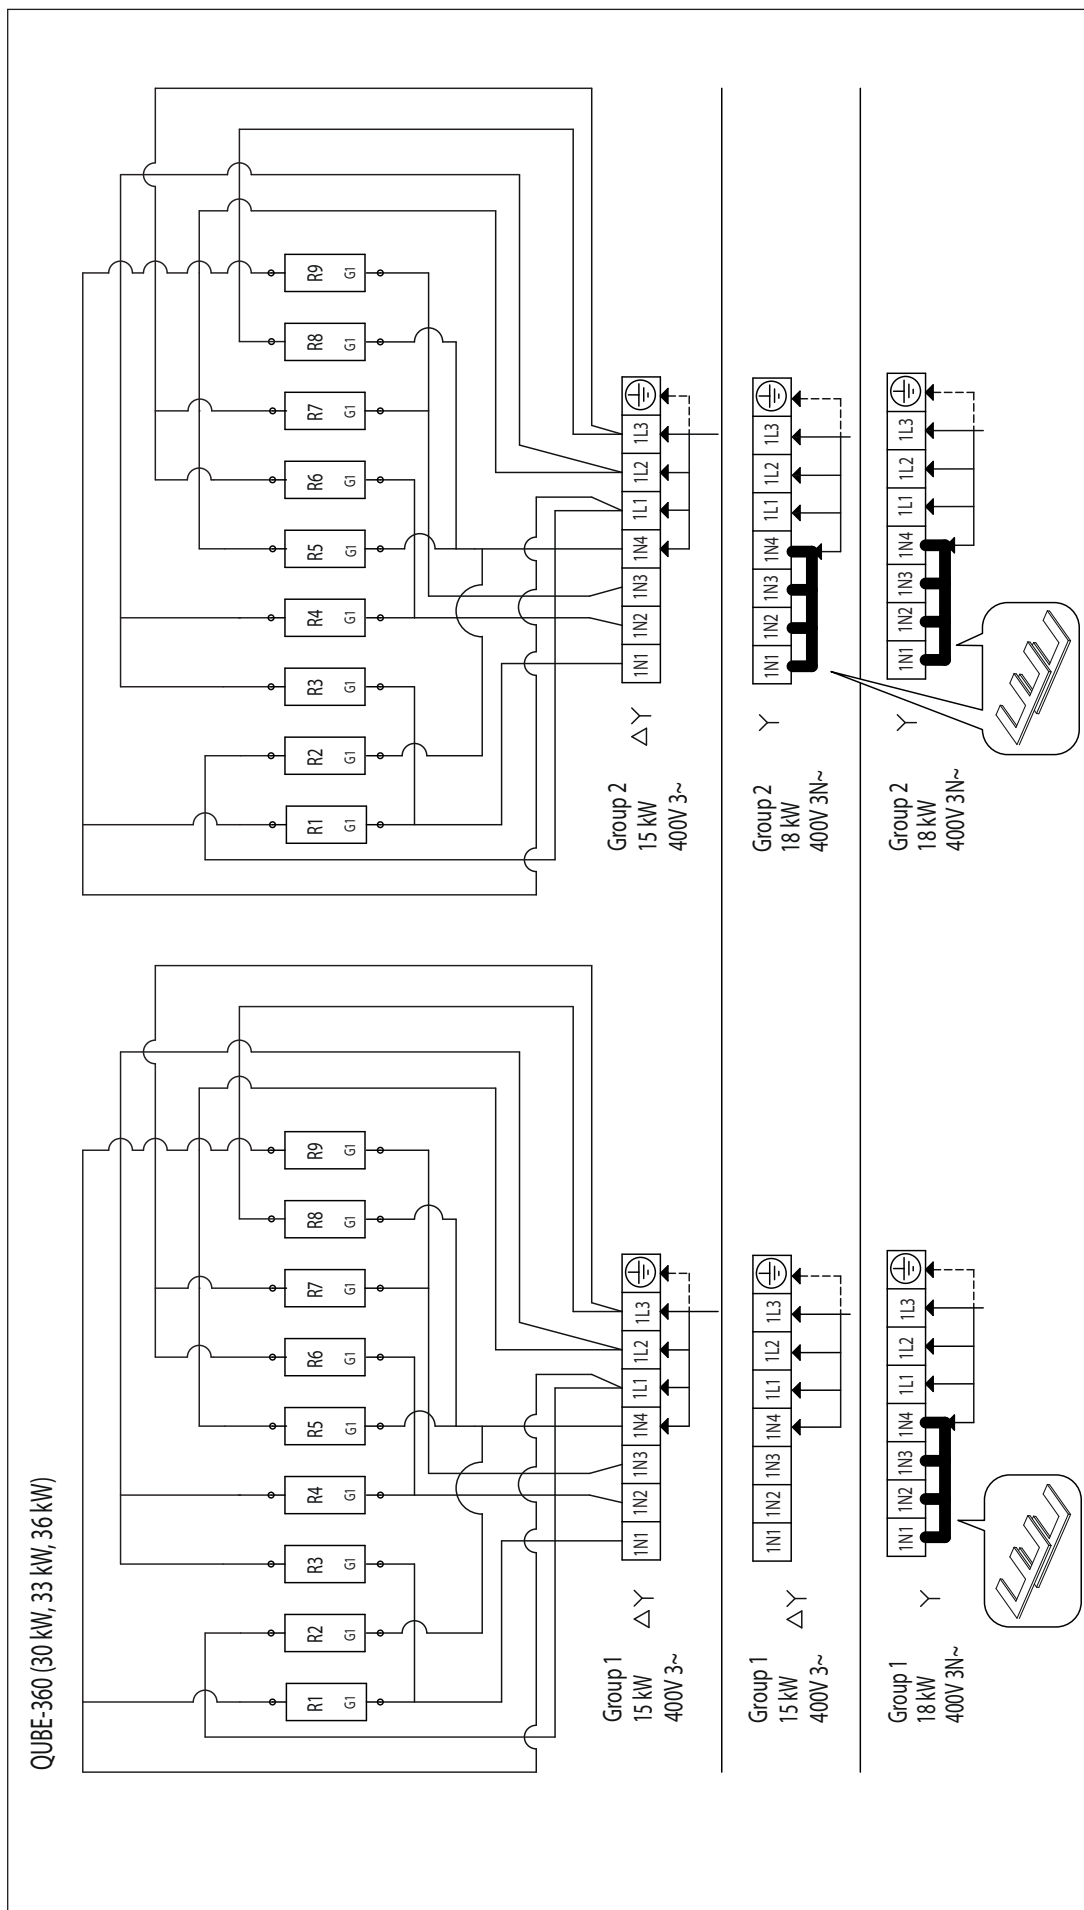 QUBE-360 (30 kW, 33 kW, 36 kW)
R1 R2 R3 R4 R5 R6 R7 R8 R9
G1 G1 G1 G1 G1 G1 G1 G1 G1
Group 1
15 kW
400V 3~
△ Y
1N1 1N2 1N3 1N4 1L1 1L2 1L3
R1 R2 R3 R4 R5 R6 R7 R8 R9
G1 G1 G1 G1 G1 G1 G1 G1 G1
Group 2
15 kW
400V 3~
△ Y
1N1 1N2 1N3 1N4 1L1 1L2 1L3
Group 1
15 kW
400V 3~
△ Y
1N1 1N2 1N3 1N4 1L1 1L2 1L3
Group 2
18 kW
400V 3N~
Y
1N1 1N2 1N3 1N4 1L1 1L2 1L3
Group 1
18 kW
400V 3N~
Y
1N1 1N2 1N3 1N4 1L1 1L2 1L3
Group 2
18 kW
400V 3N~
Y
1N1 1N2 1N3 1N4 1L1 1L2 1L3